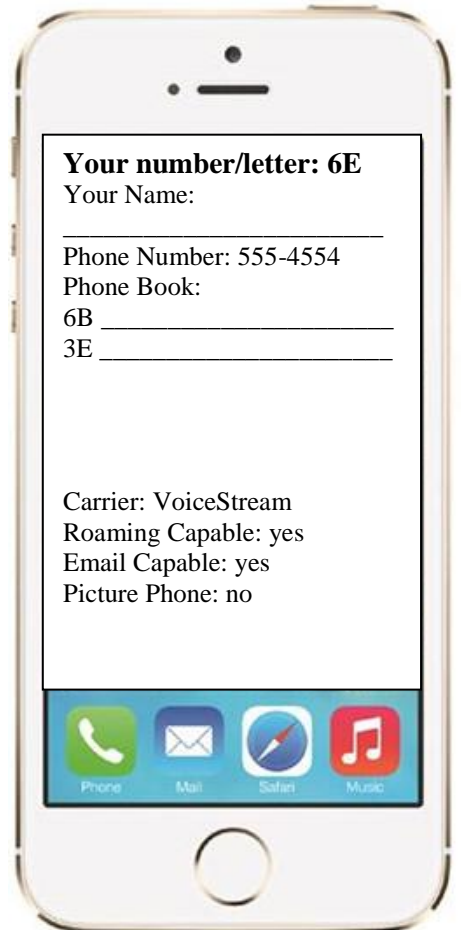 Your number/letter: 6E
Your Name:
________________________
Phone Number: 555-4554
Phone Book:
6B ______________________
3E ______________________
Carrier: VoiceStream
Roaming Capable: yes
Email Capable: yes
Picture Phone: no
Phone Mail Safari Music